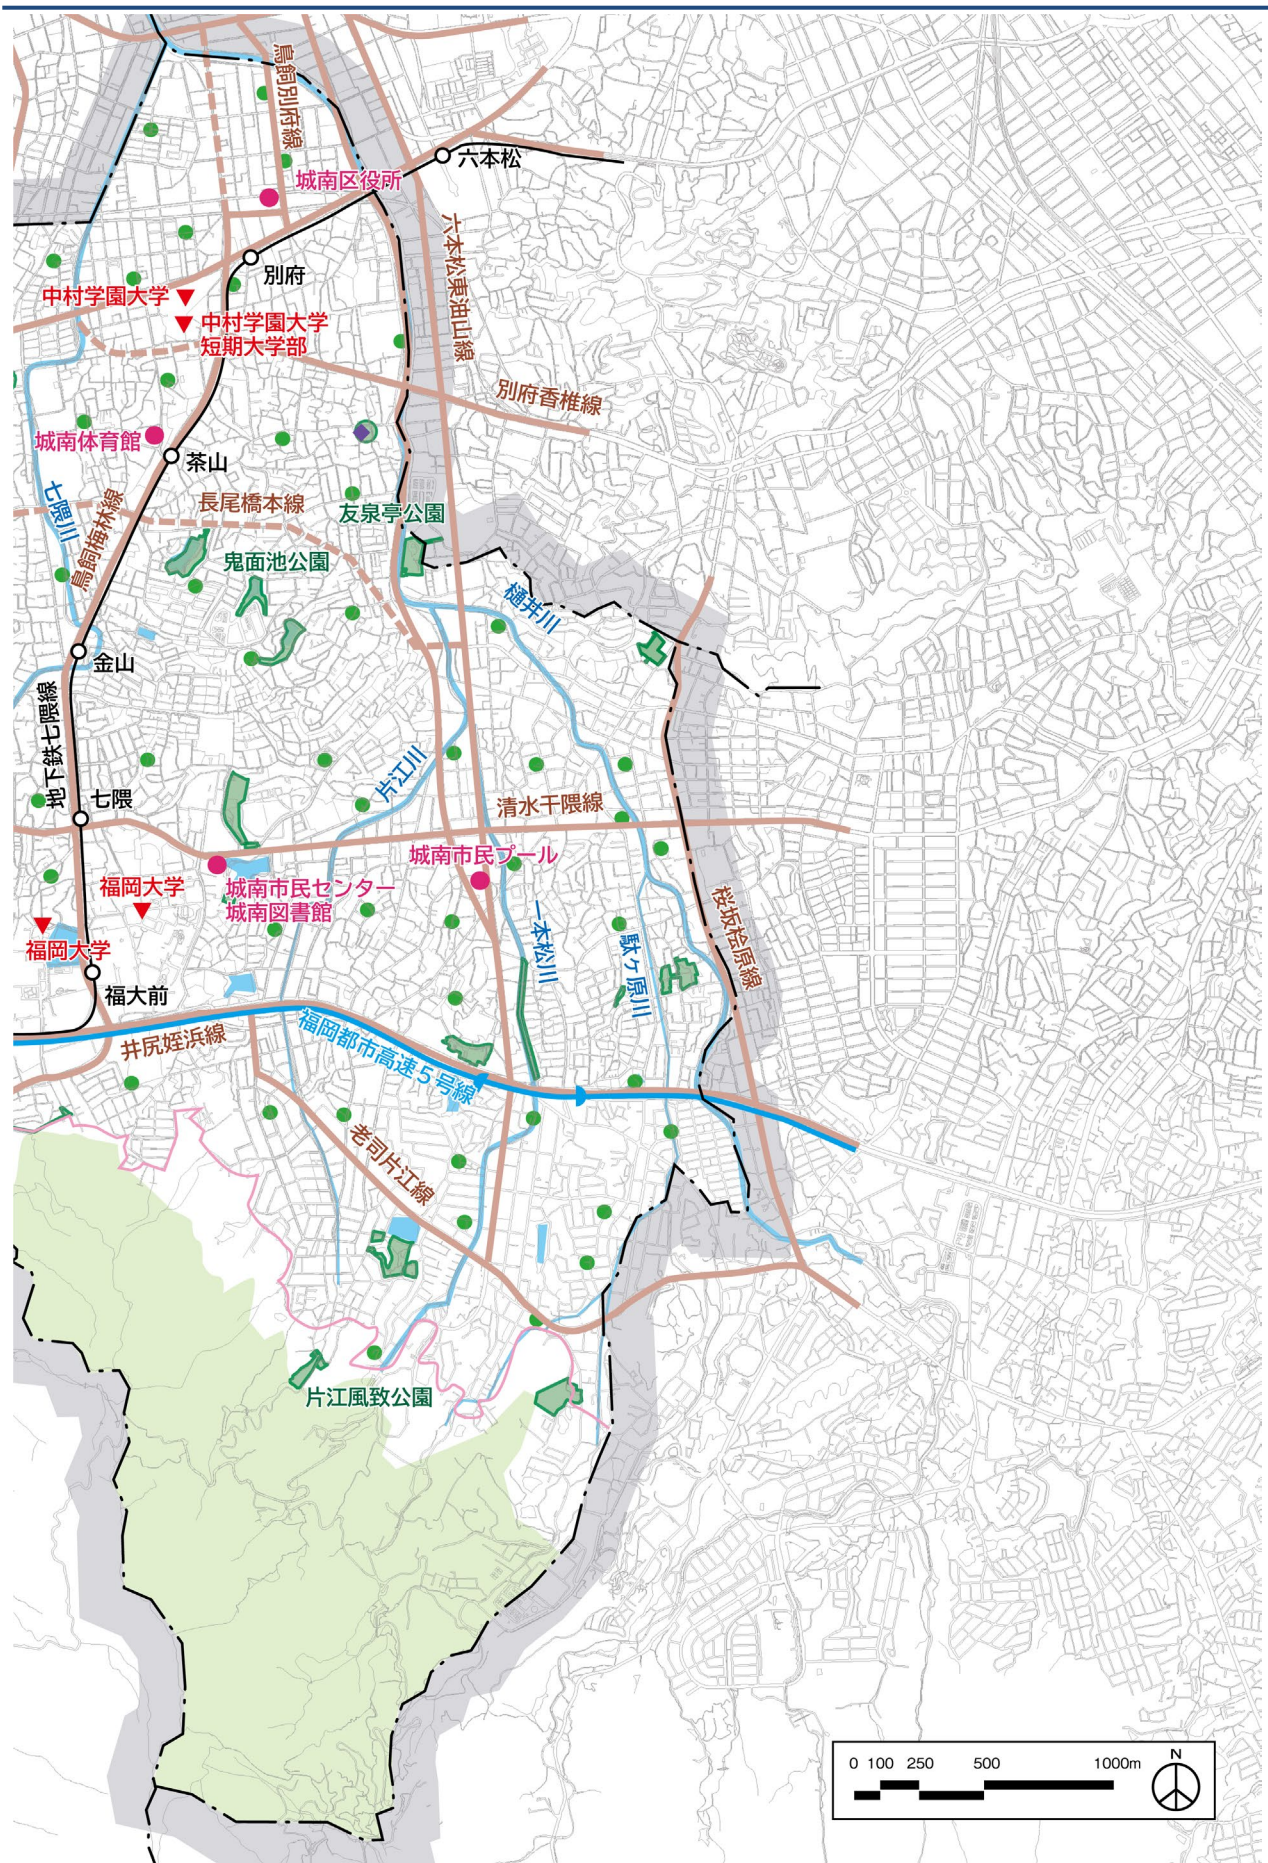 鳥飼別府線
六本松
城南区役所
六本松東油山線
別府
中村学園大学
中村学園大学
短期大学部
別府香椎線
城南体育館
茶山
七隈川
鳥飼梅林線
長尾橋本線
友泉亭公園
鬼面池公園
樋井川
金山
地下鉄七隈線
片江川
七隈
清水干隈線
城南市民プール
福岡大学
城南市民センター
城南図書館
福岡大学
一本松川
駄ヶ原川
桜坂桧原線
福大前
井尻姪浜線
福岡都市高速5号線
老司片江線
片江風致公園
0 100 250 500 1000m
N